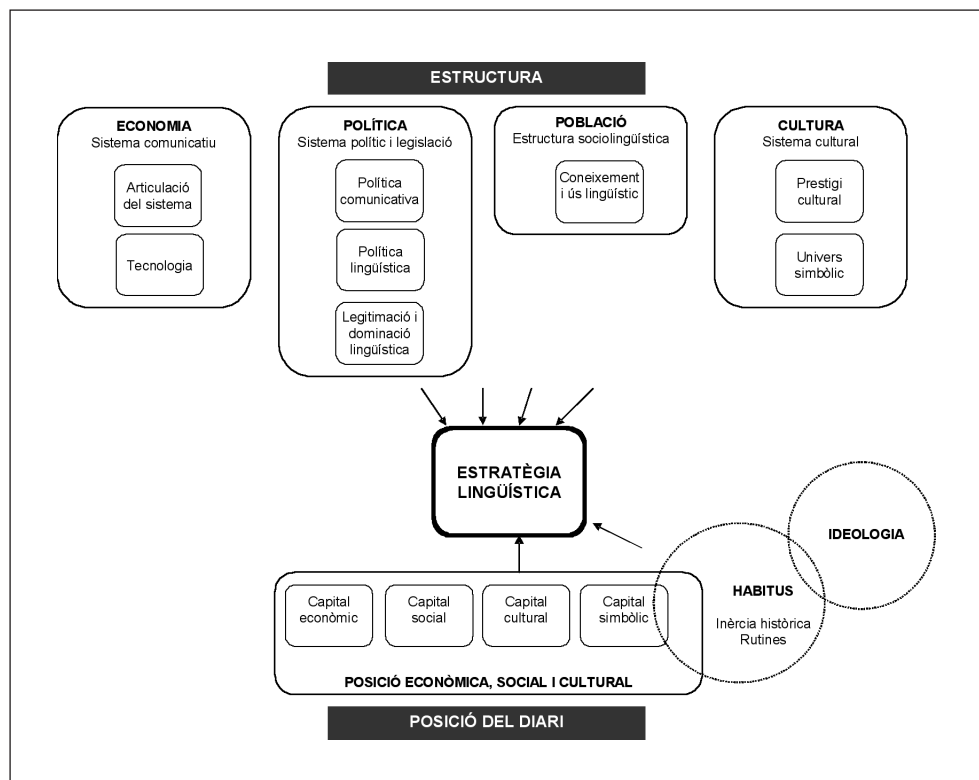 ESTRUCTURA
ECONOMIA
Sistema comunicatiu
Articulació
del sistema
Tecnologia
POLÍTICA
Sistema polític i legislació
Política
comunicativa
Política
lingüística
Legitimació i
dominació
lingüística
POBLACIÓ
Estructura sociolingüística
Coneixement
i ús lingüístic
CULTURA
Sistema cultural
Prestigi
cultural
Univers
simbòlic
ESTRATÈGIA
LINGÜÍSTICA
IDEOLOGIA
HABITUS
Inèrcia històrica
Rutines
Capital
econòmic
Capital
social
Capital
cultural
Capital
simbòlic
POSICIÓ ECONÒMICA, SOCIAL I CULTURAL
POSICIÓ DEL DIARI